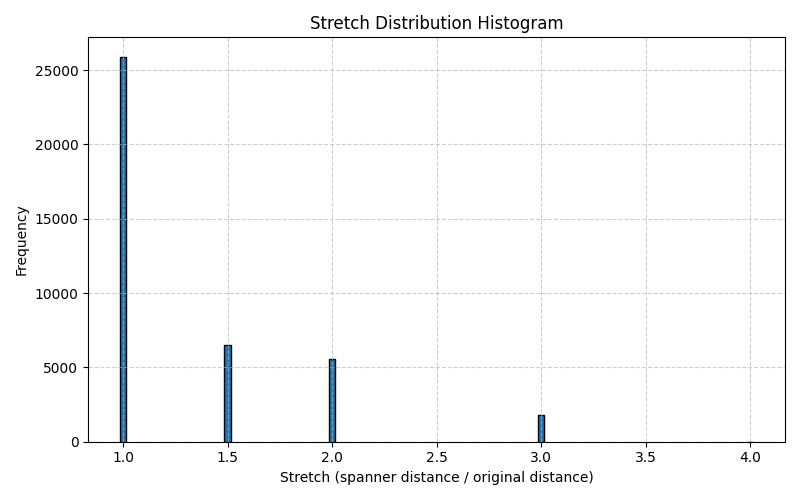 Stretch Distribution Histogram
Frequency
25000
20000
15000
10000
5000
0
1.0 1.5 2.0 2.5 3.0 3.5 4.0
Stretch (spanner distance / original distance)